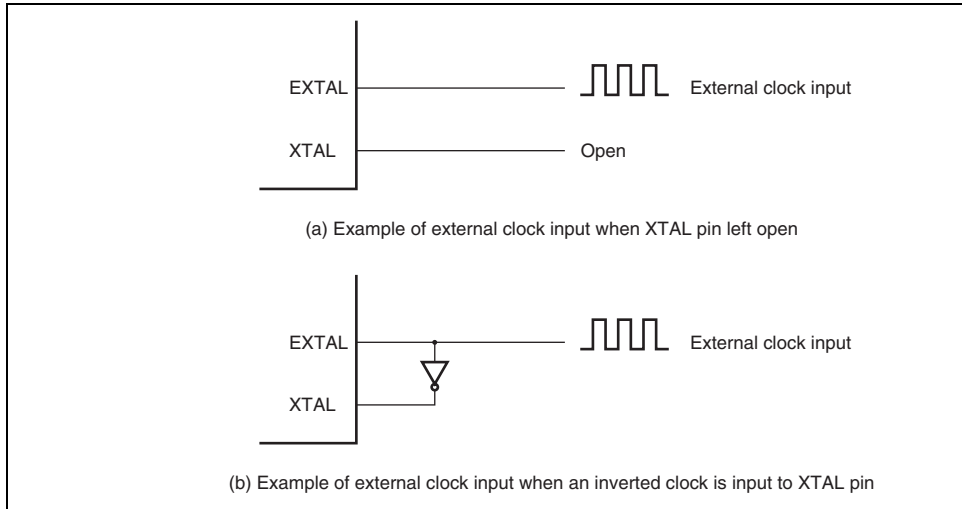 EXTAL
External clock input
XTAL
Open
(a) Example of external clock input when XTAL pin left open
EXTAL
External clock input
XTAL
(b) Example of external clock input when an inverted clock is input to XTAL pin